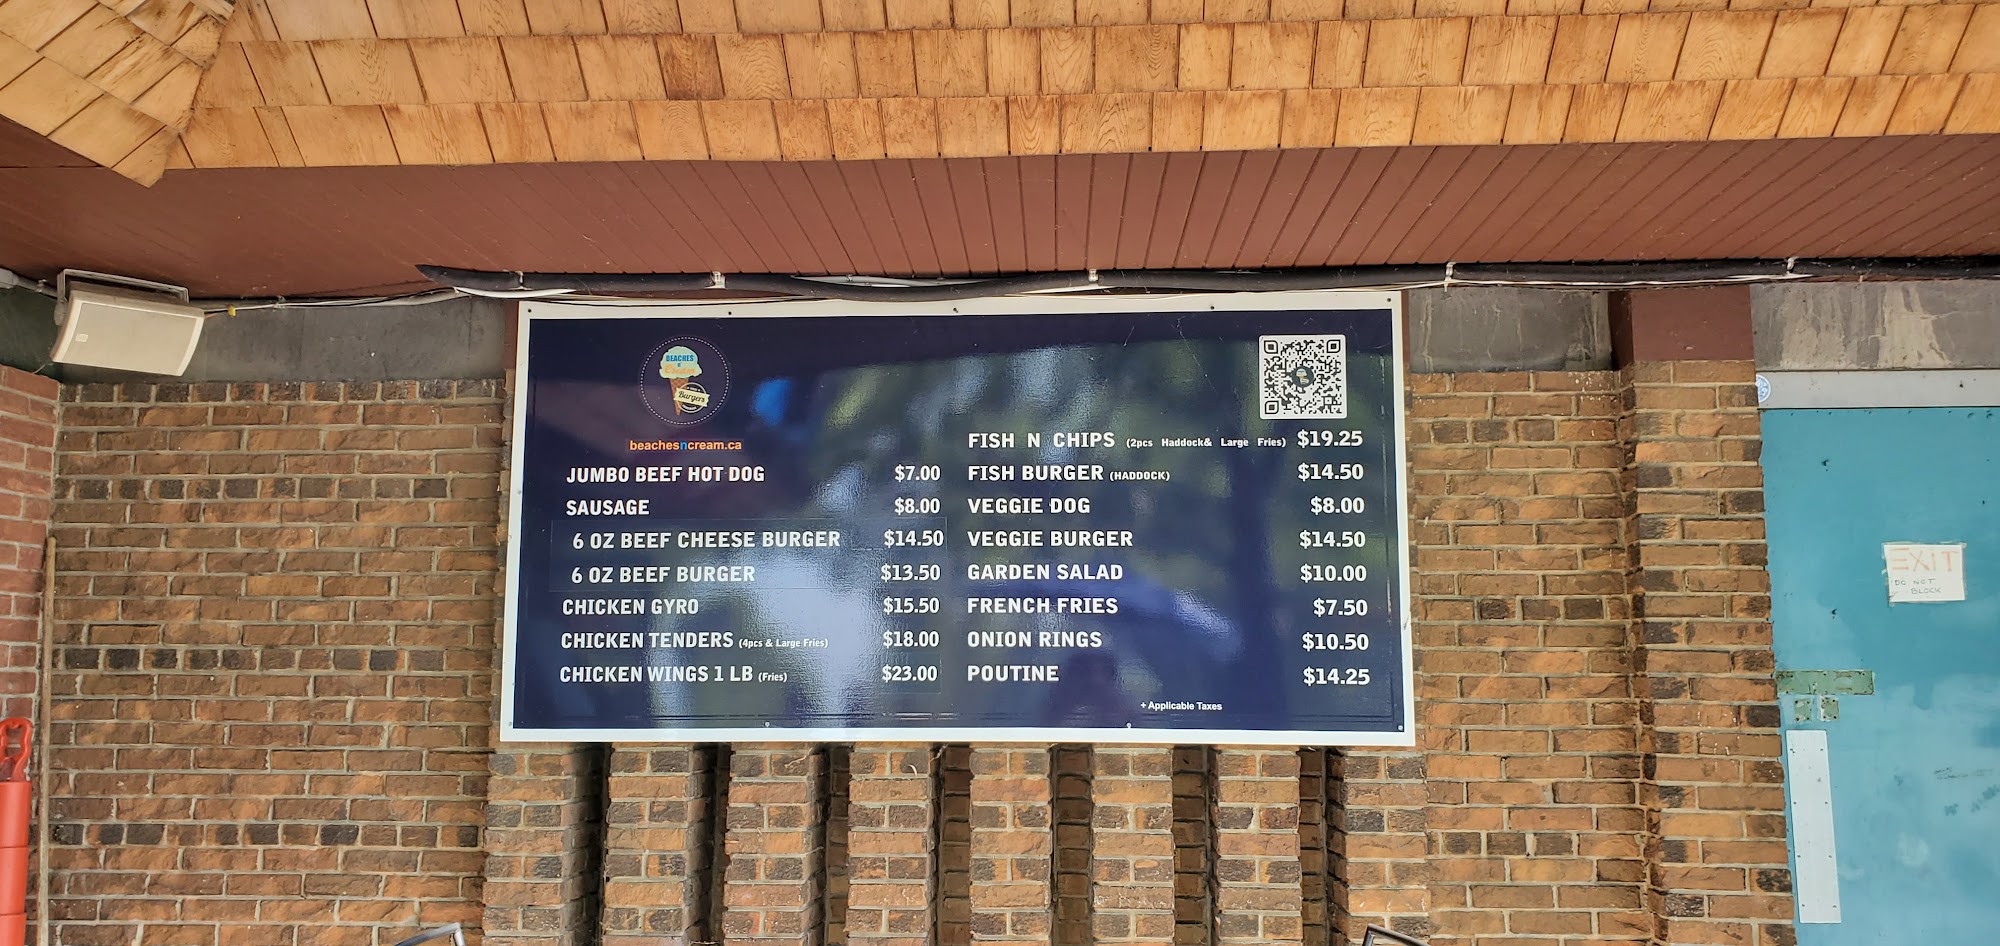 BEACHES
N
Cream
Burgers
beachesncream.ca
JUMBO BEEF HOT DOG $7.00
SAUSAGE $8.00
6 OZ BEEF CHEESE BURGER $14.50
6 OZ BEEF BURGER $13.50
CHICKEN GYRO $15.50
CHICKEN TENDERS (4pcs & Large Fries) $18.00
CHICKEN WINGS 1 LB (Fries) $23.00
FISH N CHIPS (2pcs Haddock& Large Fries) $19.25
FISH BURGER (HADDOCK) $14.50
VEGGIE DOG $8.00
VEGGIE BURGER $14.50
GARDEN SALAD $10.00
FRENCH FRIES $7.50
ONION RINGS $10.50
POUTINE $14.25
+ Applicable Taxes
EXIT
DO NOT
BLOCK